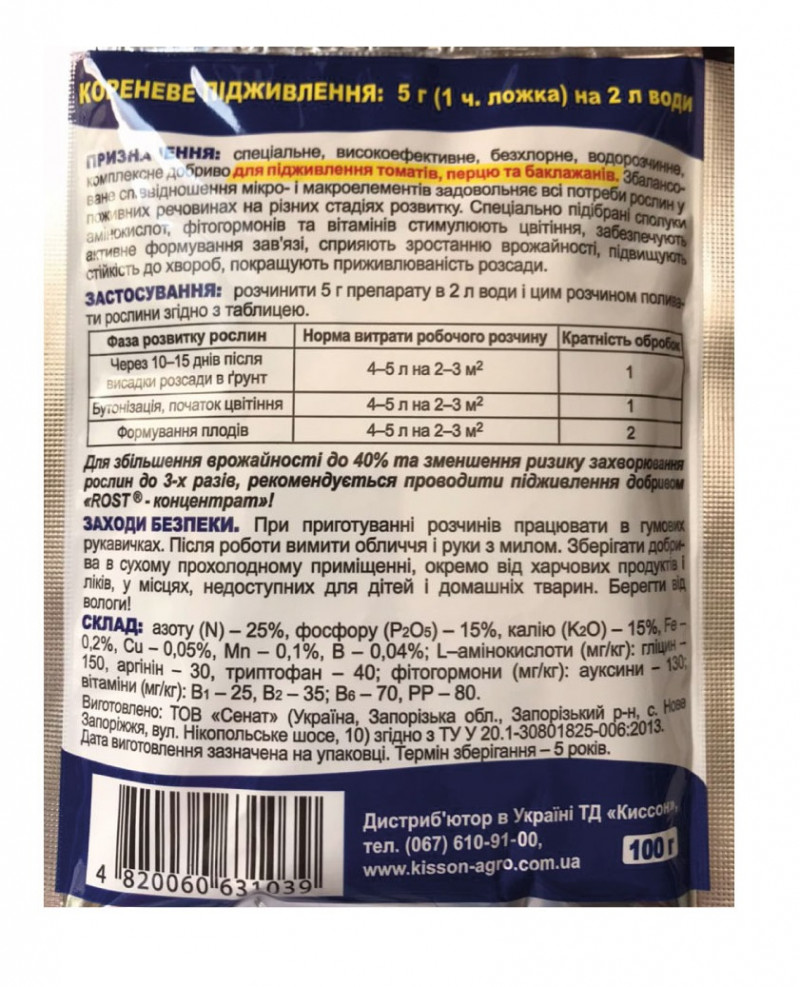 КОРЕНЕВЕ ПІДЖИВЛЕННЯ: 5 г (1 ч. ложка) на 2 л води
ПРИЗНАЧЕННЯ: спеціальне, високоефективне, безхлорне, водорозчинне,
комплексне добриво для підживлення томатів, перцю та баклажанів. Збалансо-
ване співвідношення мікро- і макроелементів задовольняє всі потреби рослин у
поживних речовинах на різних стадіях розвитку. Спеціально підібрані сполуки
амінокислот, фітогормонів та вітамінів стимулюють цвітіння, забезпечують
активне формування зав'язі, сприяють зростанню врожайності, підвищують
стійкість до хвороб, покращують приживлюваність розсади.
ЗАСТОСУВАННЯ: розчинити 5 г препарату в 2 л води і цим розчином полива-
ти рослини згідно з таблицею.
Фаза розвитку рослин Норма витрати робочого розчину Кратність обробок
Через 10–15 днів після
висадки розсади в ґрунт 4–5 л на 2–3 м² 1
Бутонізація, початок цвітіння 4–5 л на 2–3 м² 1
Формування плодів 4–5 л на 2–3 м² 2
Для збільшення врожайності до 40% та зменшення ризику захворювання
рослин до 3-х разів, рекомендується проводити підживлення добривом
«ROST® - концентрат»!
ЗАХОДИ БЕЗПЕКИ. При приготуванні розчинів працювати в гумових
рукавичках. Після роботи вимити обличчя і руки з милом. Зберігати добри-
ва в сухому прохолодному приміщенні, окремо від харчових продуктів і
ліків, у місцях, недоступних для дітей і домашніх тварин. Берегти від
вологи!
СКЛАД: азоту (N) – 25%, фосфору (P₂O₅) – 15%, калію (K₂O) – 15%, Fe –
0,2%, Cu – 0,05%, Mn – 0,1%, B – 0,04%; L–амінокислоти (мг/кг): гліцин –
150, аргінін – 30, триптофан – 40; фітогормони (мг/кг): ауксини – 130;
вітаміни (мг/кг): B₁ – 25, B₂ – 35; B₆ – 70, PP – 80.
Виготовлено: ТОВ «Сенат» (Україна, Запорізька обл., Запорізький р-н, с. Нове
Запоріжжя, вул. Нікопольське шосе, 10) згідно з ТУ У 20.1-30801825-006:2013.
Дата виготовлення зазначена на упаковці. Термін зберігання – 5 років.
Дистриб'ютор в Україні ТД «Киссон»,
тел. (067) 610-91-00,
www.kisson-agro.com.ua
100 г
4 820060 631039